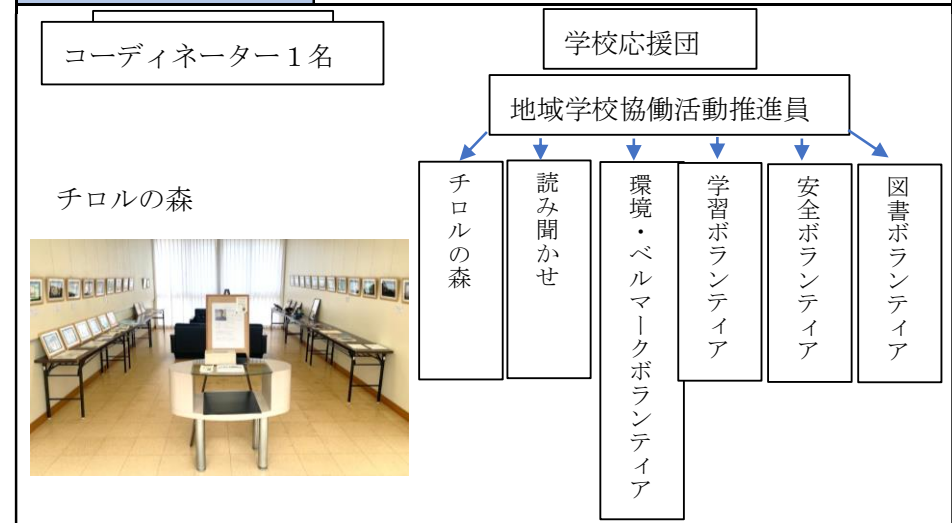 コーディネーター１名
学校応援団
地域学校協働活動推進員
チロルの森
チロルの森
読み聞かせ
環境・ベルマークボランティア
学習ボランティア
安全ボランティア
図書ボランティア